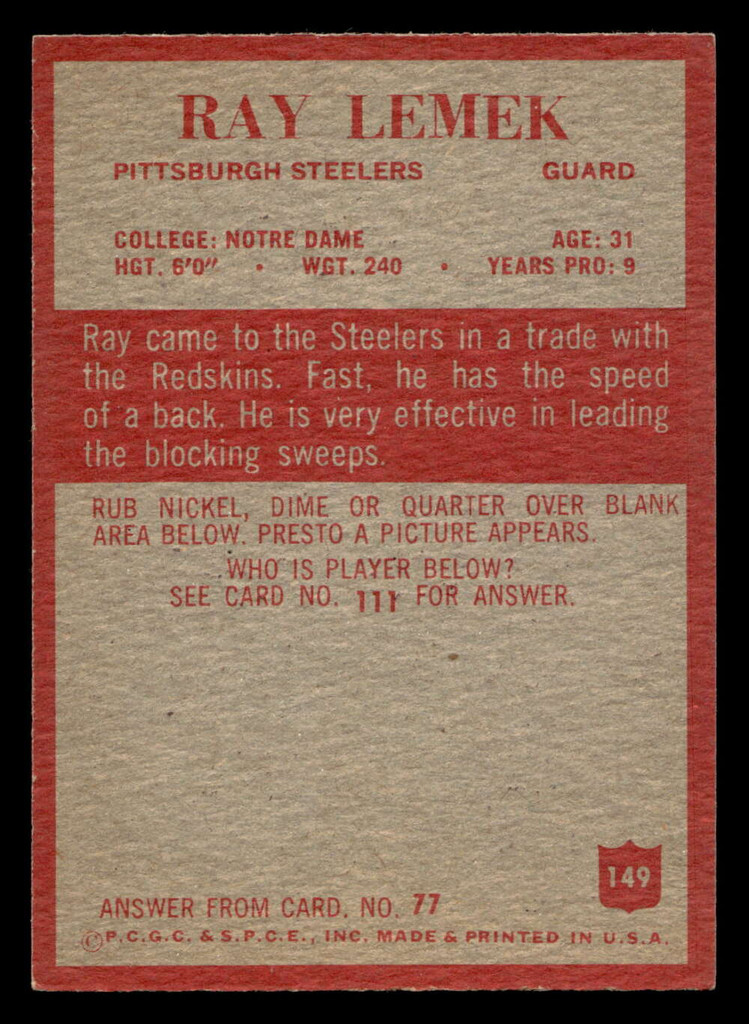 RAY LEMEK
PITTSBURGH STEELERS GUARD
COLLEGE: NOTRE DAME AGE: 31
HGT. 6'0" • WGT. 240 • YEARS PRO: 9
Ray came to the Steelers in a trade with
the Redskins. Fast, he has the speed
of a back. He is very effective in leading
the blocking sweeps.
RUB NICKEL, DIME OR QUARTER OVER BLANK
AREA BELOW. PRESTO A PICTURE APPEARS.
WHO IS PLAYER BELOW?
SEE CARD NO. 111 FOR ANSWER.
149
ANSWER FROM CARD. NO. 77
©P.C.G.C. & S.P.C.E., INC. MADE & PRINTED IN U.S.A.